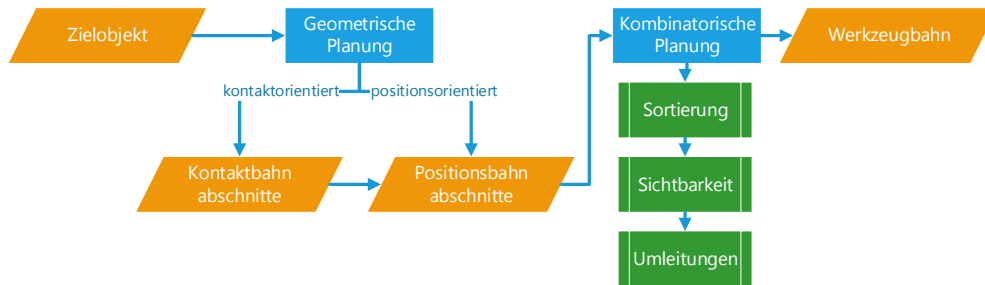 Zielobjekt
Geometrische
Planung
Kombinatorische
Planung
Werkzeugbahn
kontaktorientiert
positionsorientiert
Sortierung
Kontaktbahn
abschnitte
Positionsbahn
abschnitte
Sichtbarkeit
Umleitungen